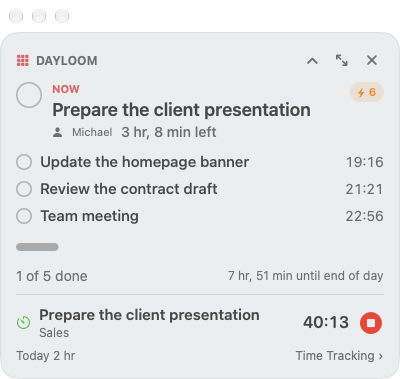 DAYLOOM
NOW
6
Prepare the client presentation
Michael 3 hr, 8 min left
Update the homepage banner 19:16
Review the contract draft 21:21
Team meeting 22:56
1 of 5 done 7 hr, 51 min until end of day
Prepare the client presentation 40:13
Sales
Today 2 hr Time Tracking ›